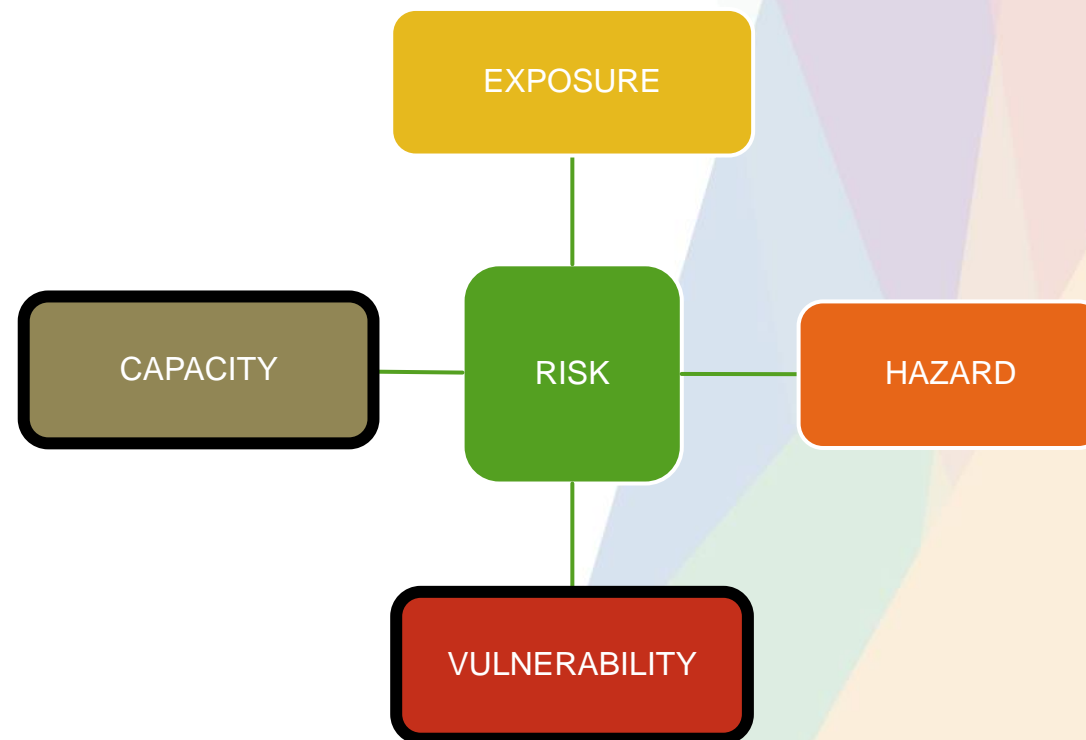 EXPOSURE
CAPACITY
RISK
HAZARD
VULNERABILITY